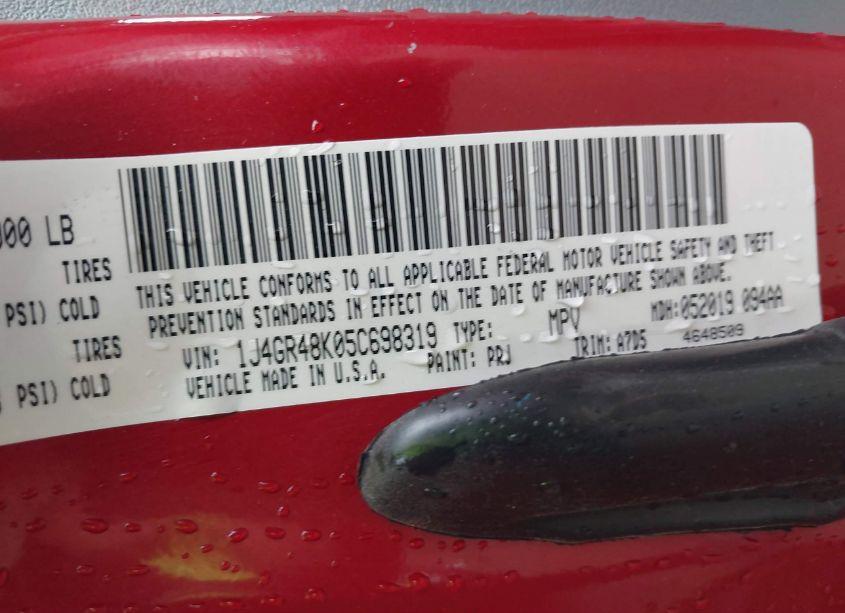 000 LB
TIRES
PSI) COLD
TIRES
PSI) COLD
THIS VEHICLE CONFORMS TO ALL APPLICABLE FEDERAL MOTOR VEHICLE SAFETY AND THEFT
PREVENTION STANDARDS IN EFFECT ON THE DATE OF MANUFACTURE SHOWN ABOVE.
VIN: 1J4GR48K05C698319 TYPE: MPV MDH:052019 094AA
VEHICLE MADE IN U.S.A. PAINT: PRJ TRIM: A7D5 4648509